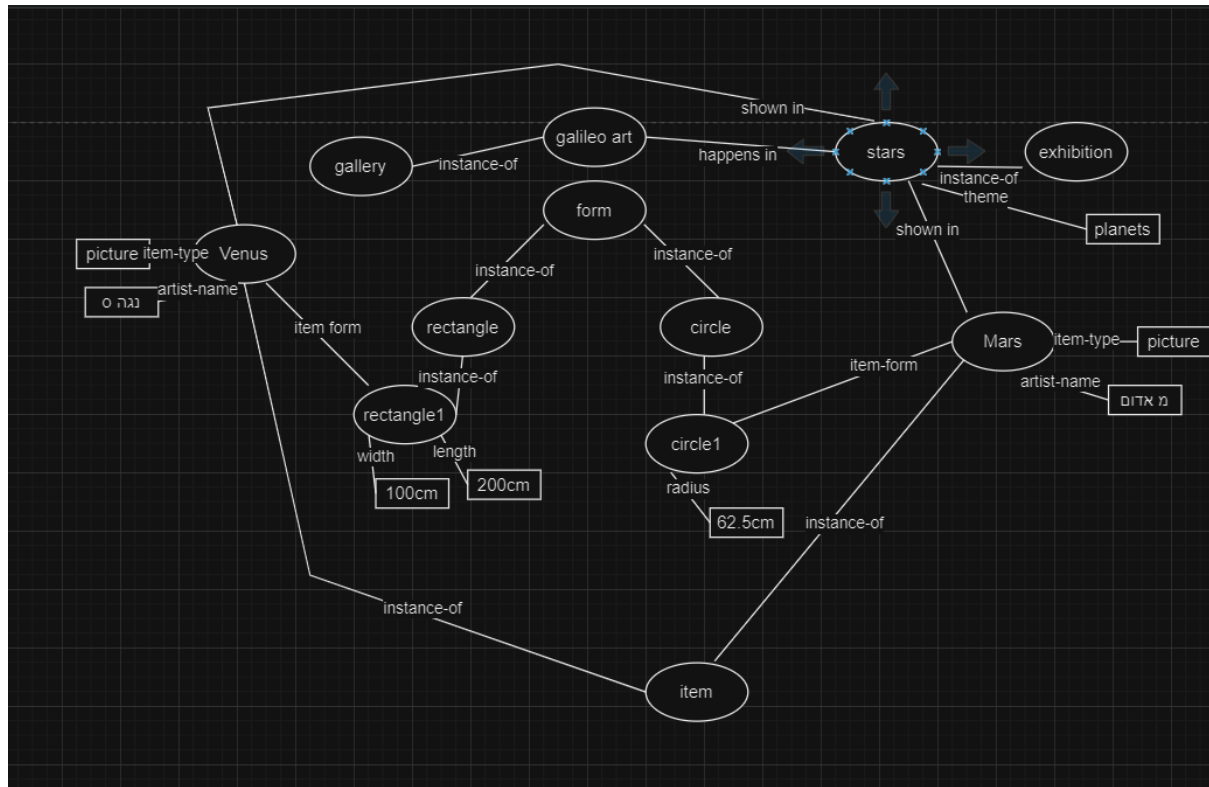 shown in
galileo art
happens in
stars
exhibition
gallery
instance-of
instance-of
theme
form
planets
shown in
picture
item-type
Venus
instance-of
instance-of
artist-name
נגה ס
item form
rectangle
circle
Mars
item-type
picture
item-form
instance-of
instance-of
artist-name
מ אדום
rectangle1
circle1
width
length
100cm
200cm
radius
62.5cm
instance-of
instance-of
item